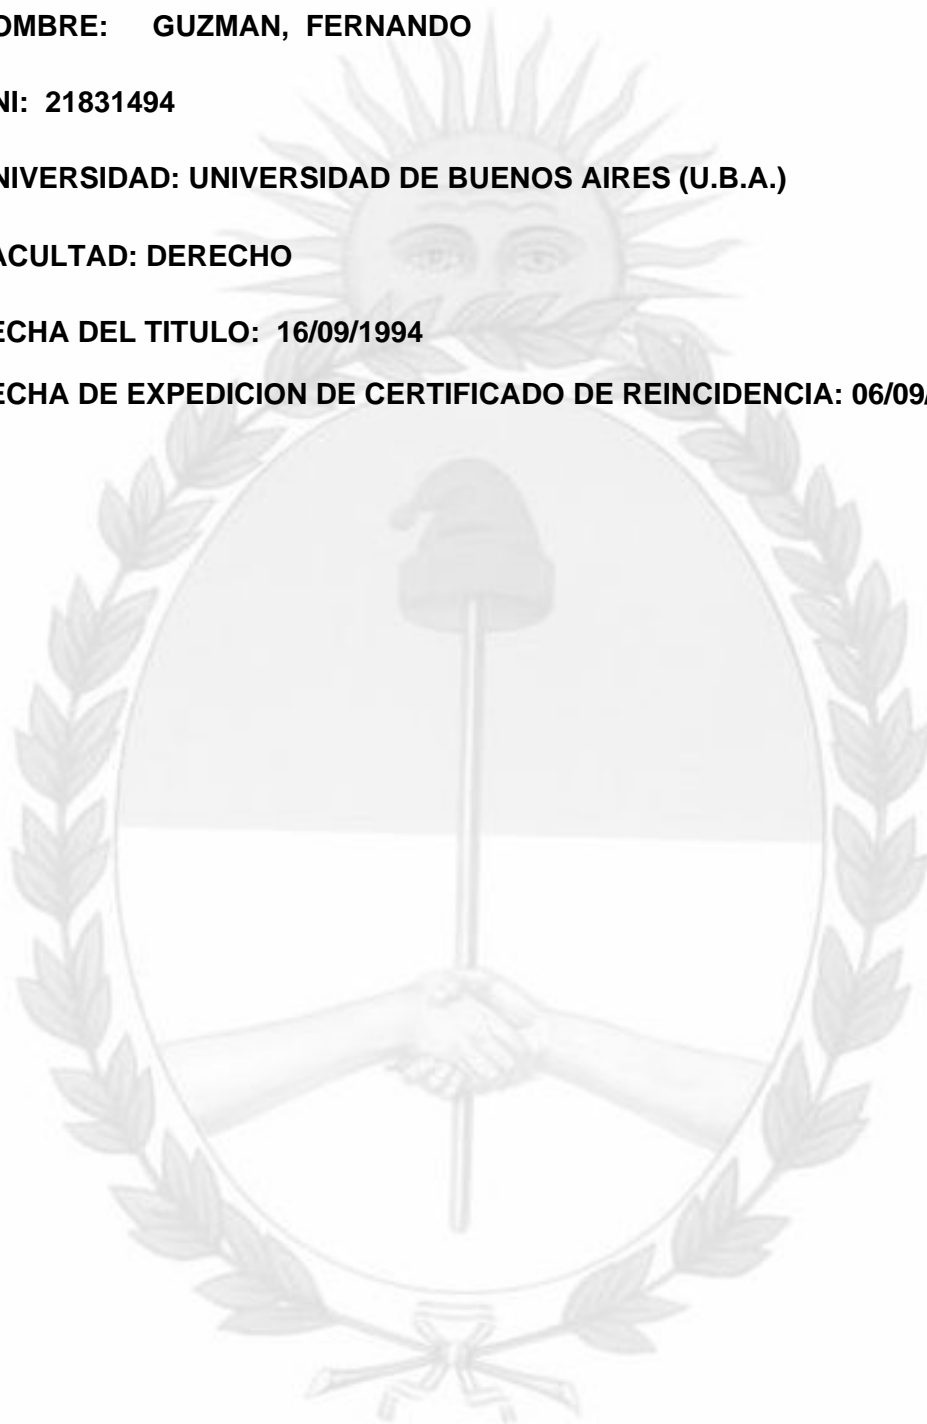 OMBRE: GUZMAN, FERNANDO
NI: 21831494
NIVERSIDAD: UNIVERSIDAD DE BUENOS AIRES (U.B.A.)
ACULTAD: DERECHO
ECHA DEL TITULO: 16/09/1994
ECHA DE EXPEDICION DE CERTIFICADO DE REINCIDENCIA: 06/09/